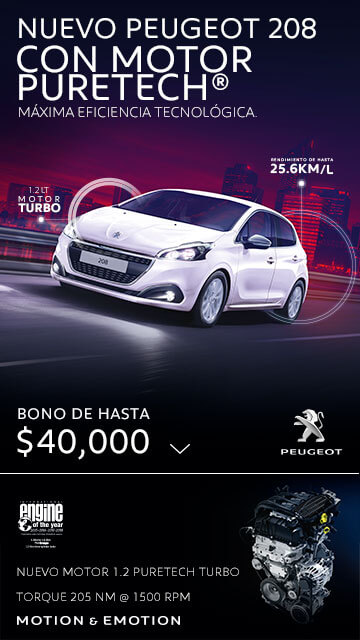 NUEVO PEUGEOT 208
CON MOTOR
PURETECH®
MÁXIMA EFICIENCIA TECNOLÓGICA.
RENDIMIENTO DE HASTA
25.6KM/L
1.2LT
MOTOR
TURBO
208
BONO DE HASTA
$40,000
PEUGEOT
INTERNATIONAL
engine
of the year
NUEVO MOTOR 1.2 PURETECH TURBO
TORQUE 205 NM @ 1500 RPM
MOTION & EMOTION